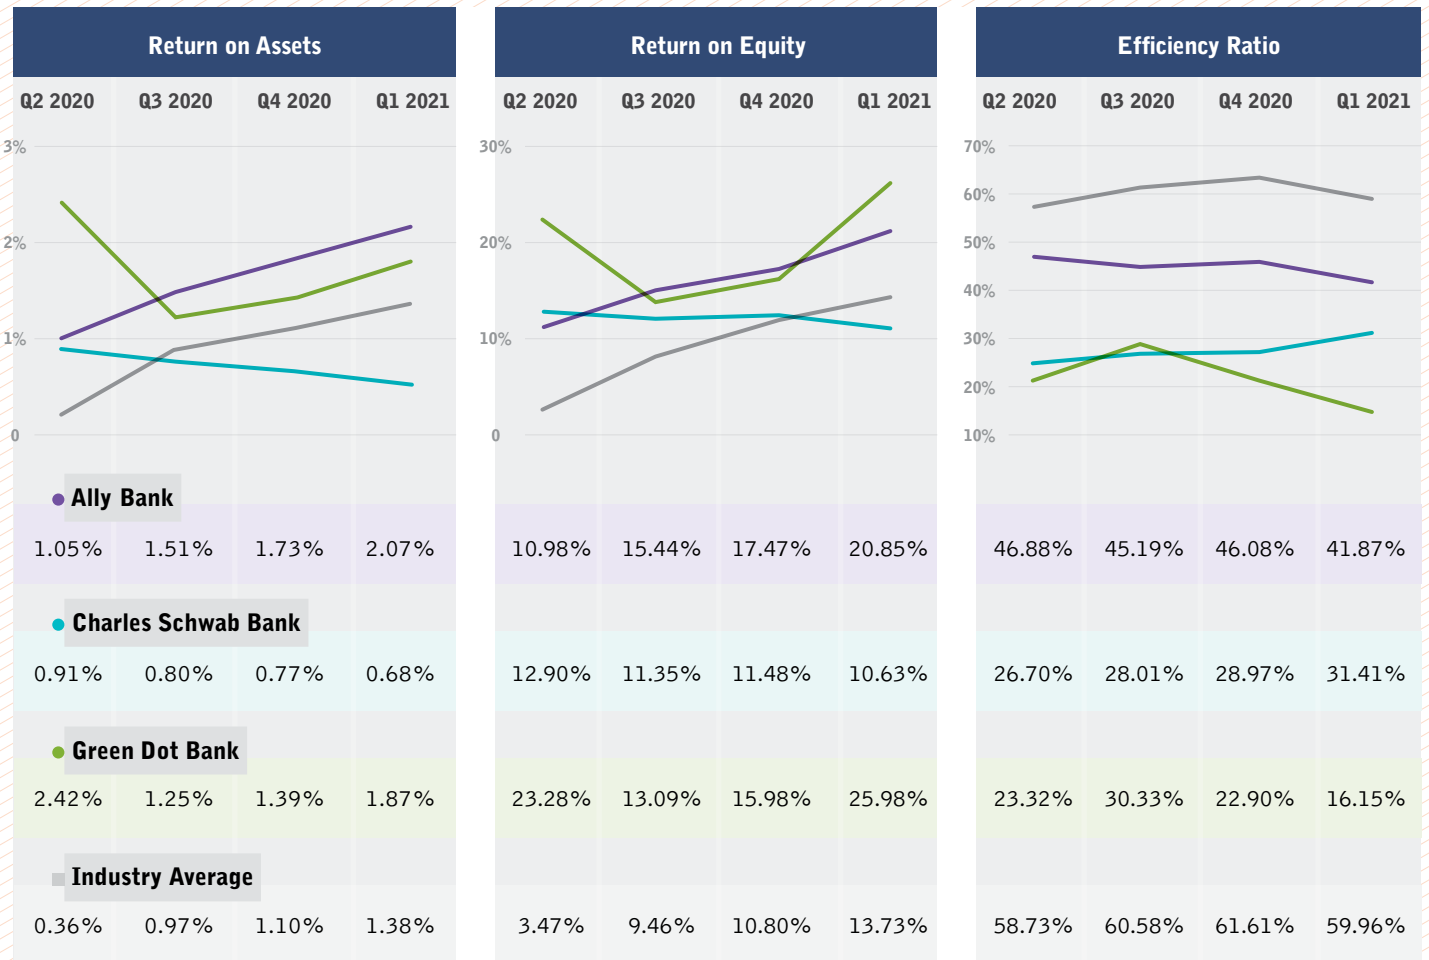 Return on Assets
Return on Equity
Efficiency Ratio
Q2 2020 Q3 2020 Q4 2020 Q1 2021
Q2 2020 Q3 2020 Q4 2020 Q1 2021
Q2 2020 Q3 2020 Q4 2020 Q1 2021
3%
2%
1%
0
30%
20%
10%
0
70%
60%
50%
40%
30%
20%
10%
Ally Bank
1.05% 1.51% 1.73% 2.07%
10.98% 15.44% 17.47% 20.85%
46.88% 45.19% 46.08% 41.87%
Charles Schwab Bank
0.91% 0.80% 0.77% 0.68%
12.90% 11.35% 11.48% 10.63%
26.70% 28.01% 28.97% 31.41%
Green Dot Bank
2.42% 1.25% 1.39% 1.87%
23.28% 13.09% 15.98% 25.98%
23.32% 30.33% 22.90% 16.15%
Industry Average
0.36% 0.97% 1.10% 1.38%
3.47% 9.46% 10.80% 13.73%
58.73% 60.58% 61.61% 59.96%